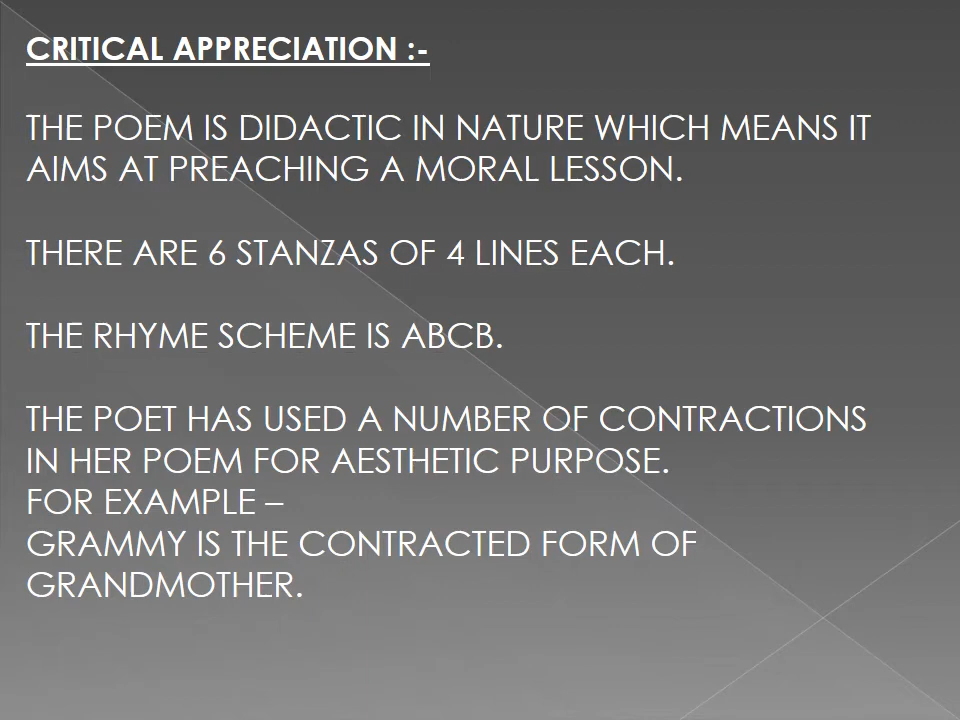 CRITICAL APPRECIATION :-
THE POEM IS DIDACTIC IN NATURE WHICH MEANS IT
AIMS AT PREACHING A MORAL LESSON.
THERE ARE 6 STANZAS OF 4 LINES EACH.
THE RHYME SCHEME IS ABCB.
THE POET HAS USED A NUMBER OF CONTRACTIONS
IN HER POEM FOR AESTHETIC PURPOSE.
FOR EXAMPLE –
GRAMMY IS THE CONTRACTED FORM OF
GRANDMOTHER.